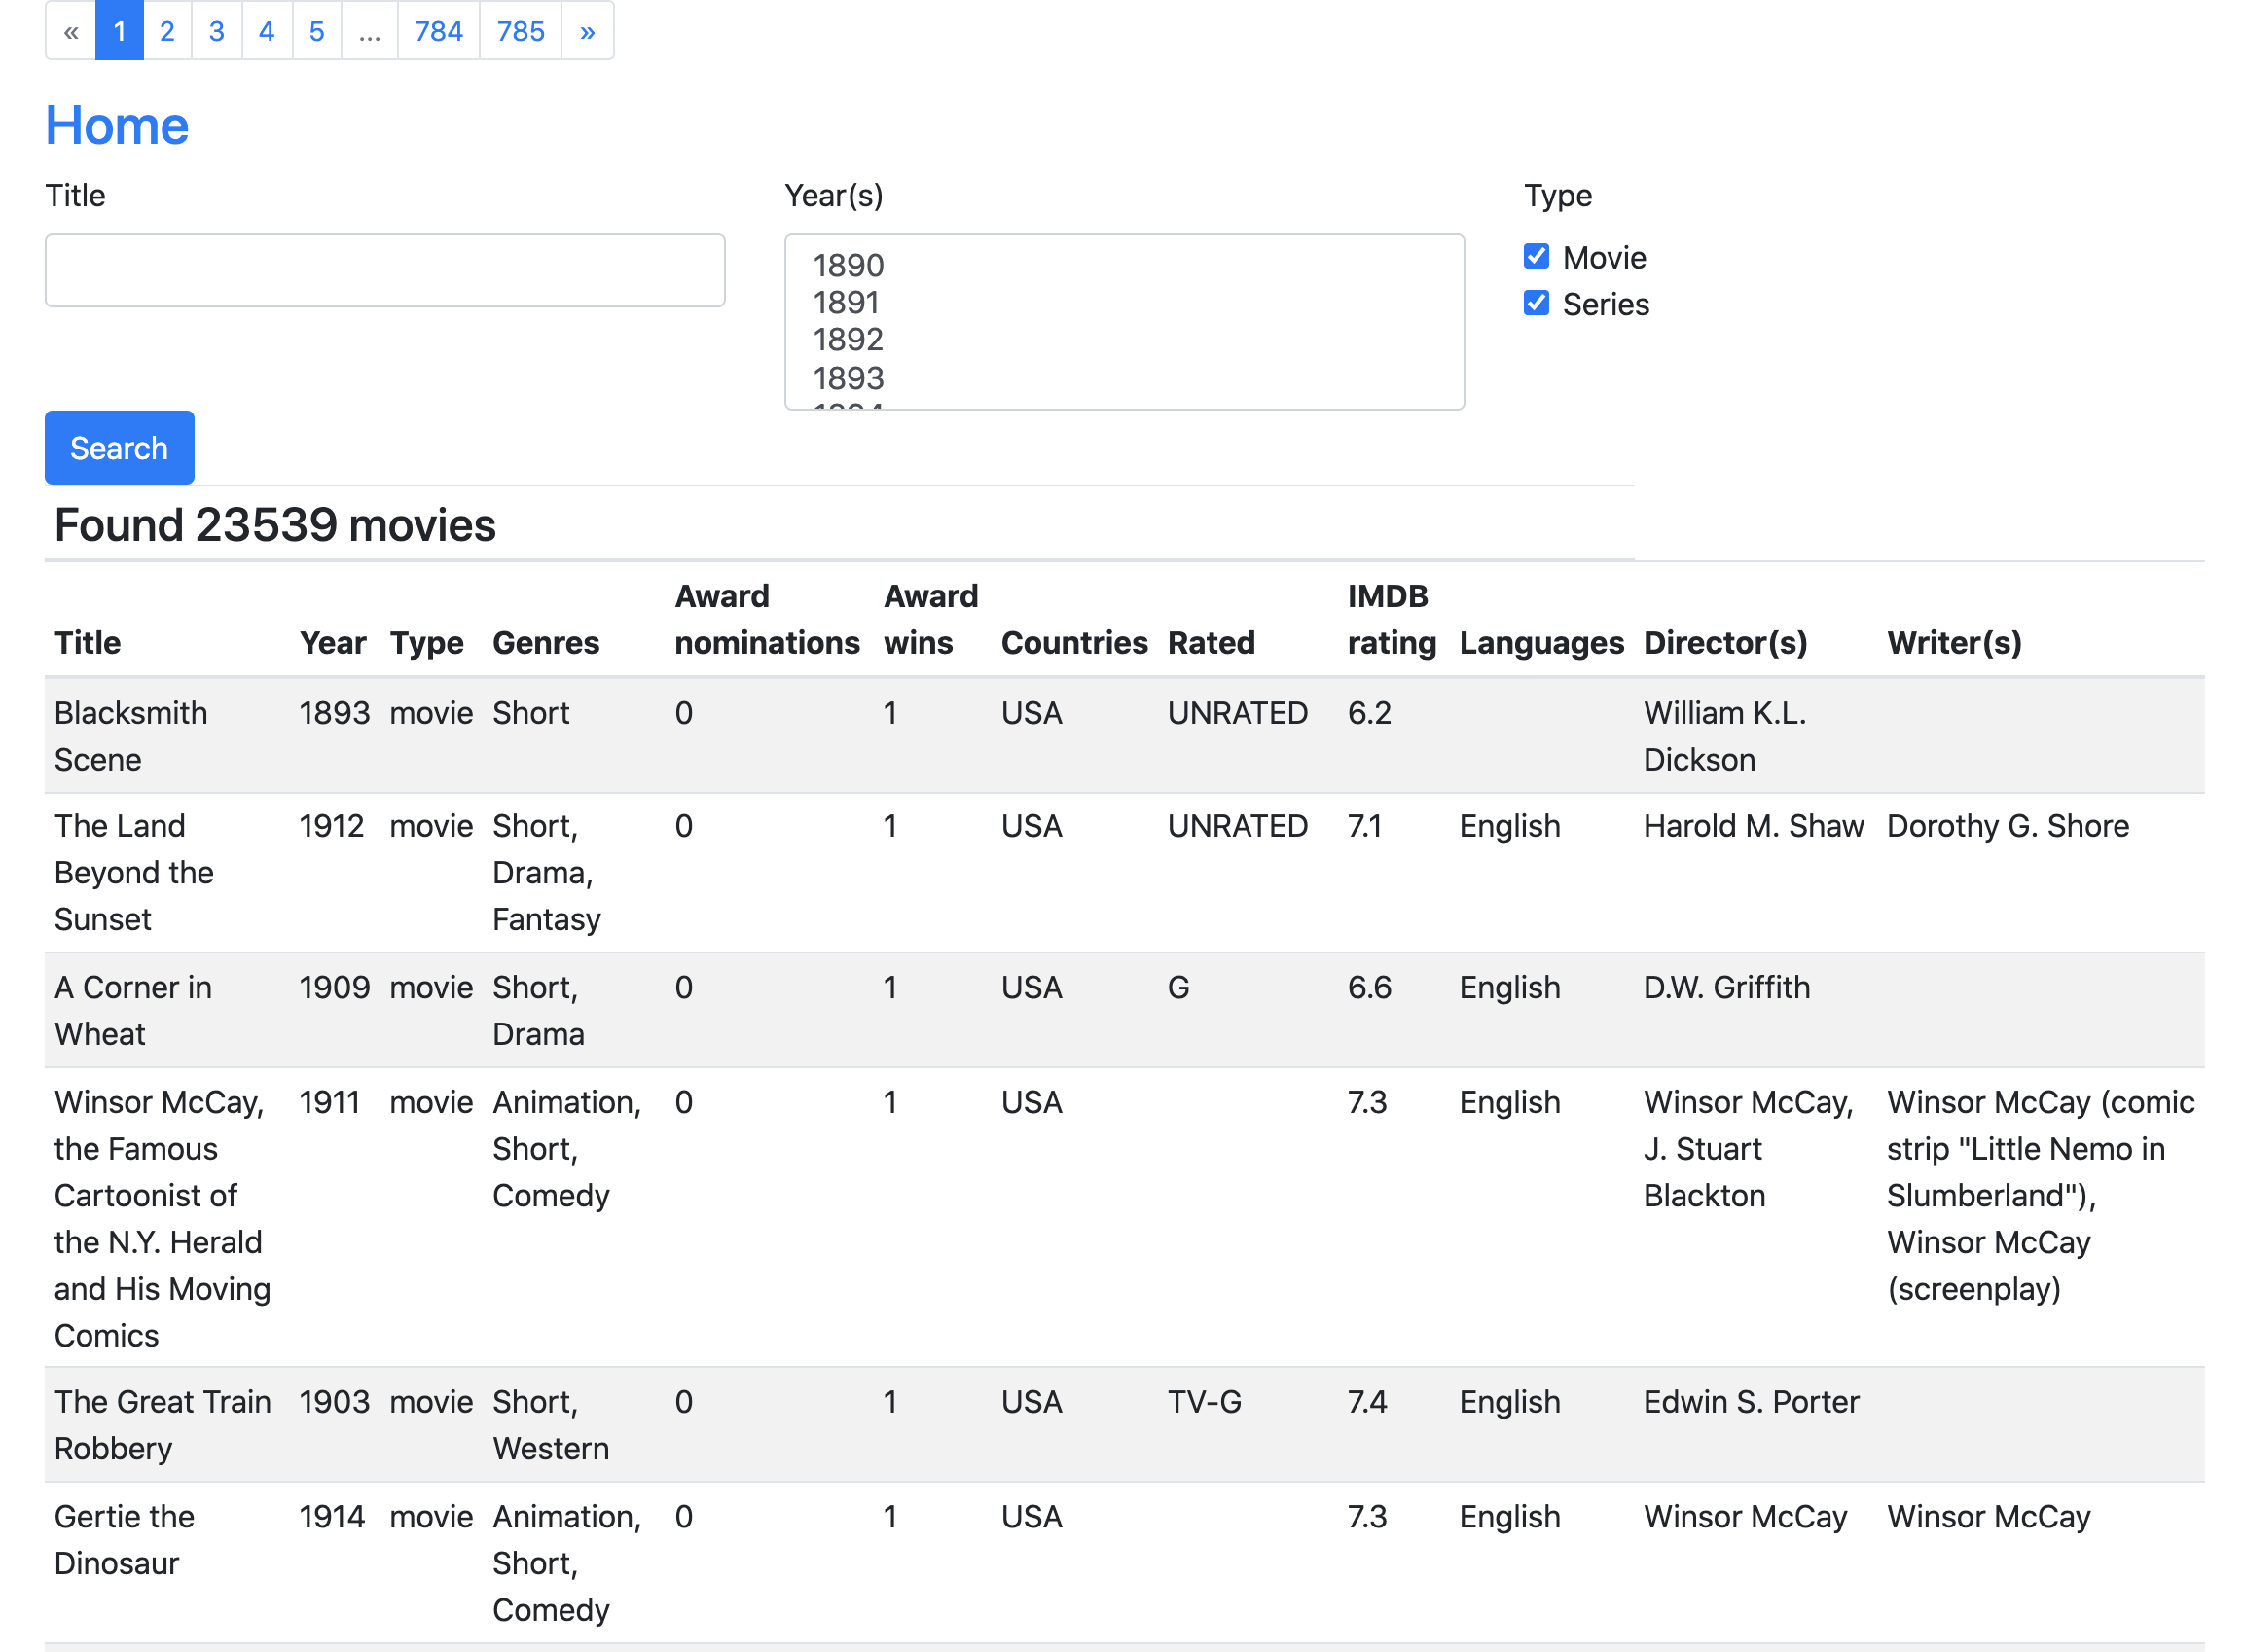 « 1 2 3 4 5 ... 784 785 »
Home
Title Year(s) Type
1890
1891
1892
1893
Movie
Series
Search
Found 23539 movies
Title Year Type Genres Award nominations Award wins Countries Rated IMDB rating Languages Director(s) Writer(s)
Blacksmith Scene 1893 movie Short 0 1 USA UNRATED 6.2 William K.L. Dickson
The Land Beyond the Sunset 1912 movie Short, Drama, Fantasy 0 1 USA UNRATED 7.1 English Harold M. Shaw Dorothy G. Shore
A Corner in Wheat 1909 movie Short, Drama 0 1 USA G 6.6 English D.W. Griffith
Winsor McCay, the Famous Cartoonist of the N.Y. Herald and His Moving Comics 1911 movie Animation, Short, Comedy 0 1 USA 7.3 English Winsor McCay, J. Stuart Blackton Winsor McCay (comic strip "Little Nemo in Slumberland"), Winsor McCay (screenplay)
The Great Train Robbery 1903 movie Short, Western 0 1 USA TV-G 7.4 English Edwin S. Porter
Gertie the Dinosaur 1914 movie Animation, Short, Comedy 0 1 USA 7.3 English Winsor McCay Winsor McCay